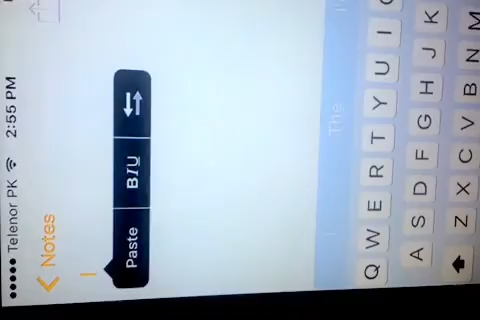 Telenor PK 2:55 PM
Notes
Paste BIU
I The I'
Q W E R T Y U I
A S D F G H J K
Z X C V B N M